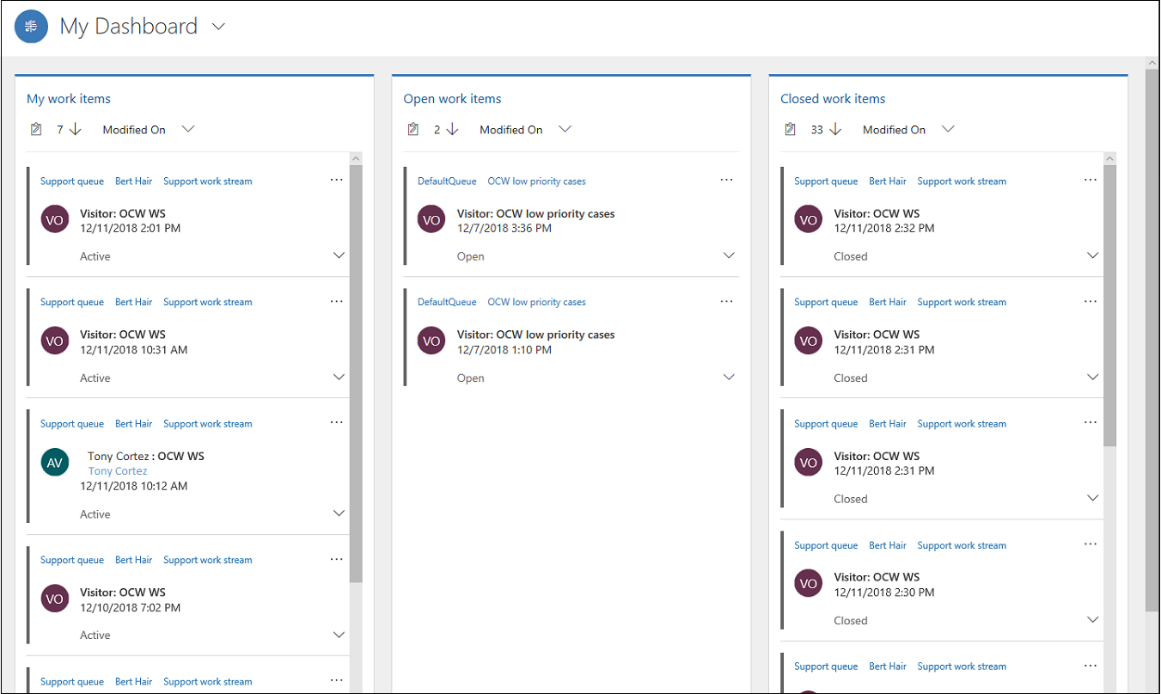 My Dashboard
My work items
7 Modified On
Support queue Bert Hair Support work stream
VO
Visitor: OCW WS
12/11/2018 2:01 PM
Active
Support queue Bert Hair Support work stream
VO
Visitor: OCW WS
12/11/2018 10:31 AM
Active
Support queue Bert Hair Support work stream
AV
Tony Cortez : OCW WS
Tony Cortez
12/11/2018 10:12 AM
Active
Support queue Bert Hair Support work stream
VO
Visitor: OCW WS
12/10/2018 7:02 PM
Active
Support queue Bert Hair Support work stream
Open work items
2 Modified On
DefaultQueue OCW low priority cases
VO
Visitor: OCW low priority cases
12/7/2018 3:36 PM
Open
DefaultQueue OCW low priority cases
VO
Visitor: OCW low priority cases
12/7/2018 1:10 PM
Open
Closed work items
33 Modified On
Support queue Bert Hair Support work stream
VO
Visitor: OCW WS
12/11/2018 2:32 PM
Closed
Support queue Bert Hair Support work stream
VO
Visitor: OCW WS
12/11/2018 2:31 PM
Closed
Support queue Bert Hair Support work stream
VO
Visitor: OCW WS
12/11/2018 2:31 PM
Closed
Support queue Bert Hair Support work stream
VO
Visitor: OCW WS
12/11/2018 2:30 PM
Closed
Support queue Bert Hair Support work stream